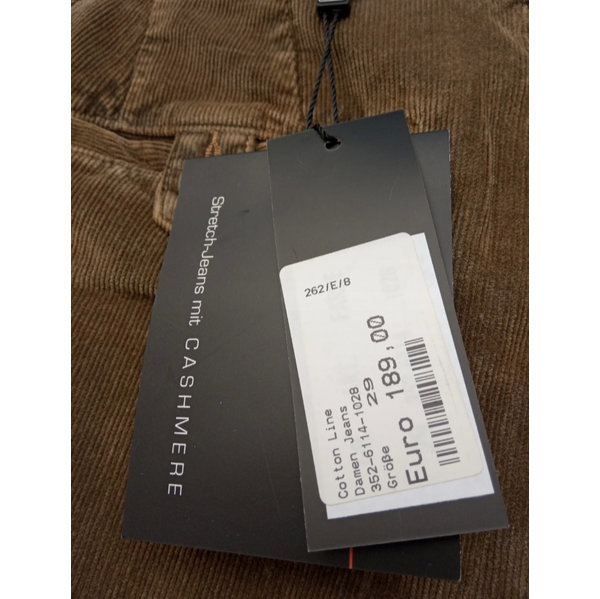 Stretch-Jeans mit CASHMERE
262/E/8
Cotton Line
Damen Jeans
352-6114-1028
Größe 29
Euro 189,00